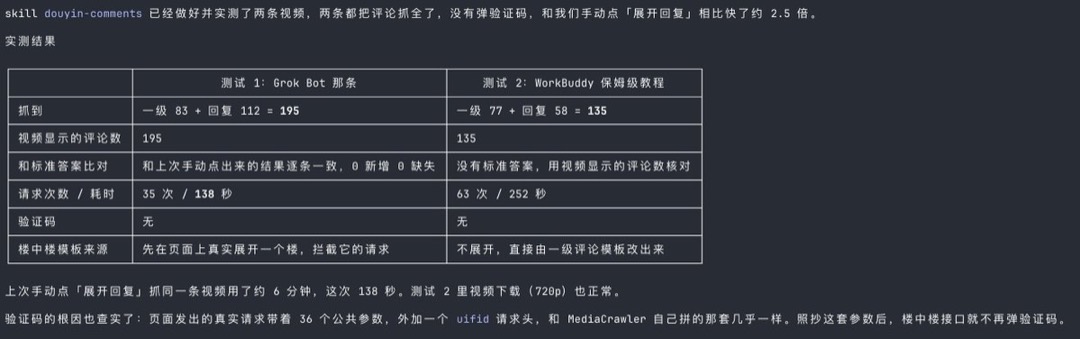 skill douyin-comments 已经做好并实测了两条视频，两条都把评论抓全了，没有弹验证码，和我们手动点「展开回复」相比快了约 2.5 倍。
实测结果
测试 1：Grok Bot 那条 测试 2：WorkBuddy 保姆级教程
抓到 一级 83 + 回复 112 = 195 一级 77 + 回复 58 = 135
视频显示的评论数 195 135
和标准答案比对 和上次手动点出来的结果逐条一致，0 新增 0 缺失 没有标准答案，用视频显示的评论数核对
请求次数 / 耗时 35 次 / 138 秒 63 次 / 252 秒
验证码 无 无
楼中楼模板来源 先在页面上真实展开一个楼，拦截它的请求 不展开，直接由一级评论模板改出来
上次手动点「展开回复」抓同一条视频用了约 6 分钟，这次 138 秒。测试 2 里视频下载（720p）也正常。
验证码的根因也查实了：页面发出的真实请求带着 36 个公共参数，外加一个 uifid 请求头，和 MediaCrawler 自己拼的那套几乎一样。照抄这套参数后，楼中楼接口就不再弹验证码。